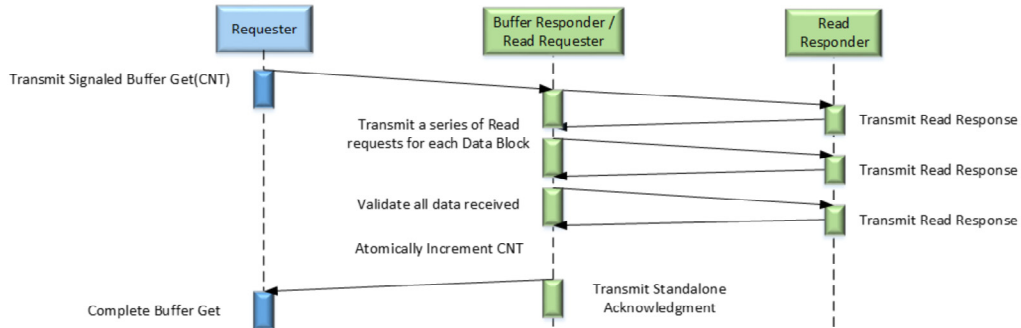 Requester
Buffer Responder /
Read Requester
Read
Responder
Transmit Signaled Buffer Get(CNT)
Transmit a series of Read
requests for each Data Block
Transmit Read Response
Transmit Read Response
Validate all data received
Transmit Read Response
Atomically Increment CNT
Transmit Standalone
Acknowledgment
Complete Buffer Get